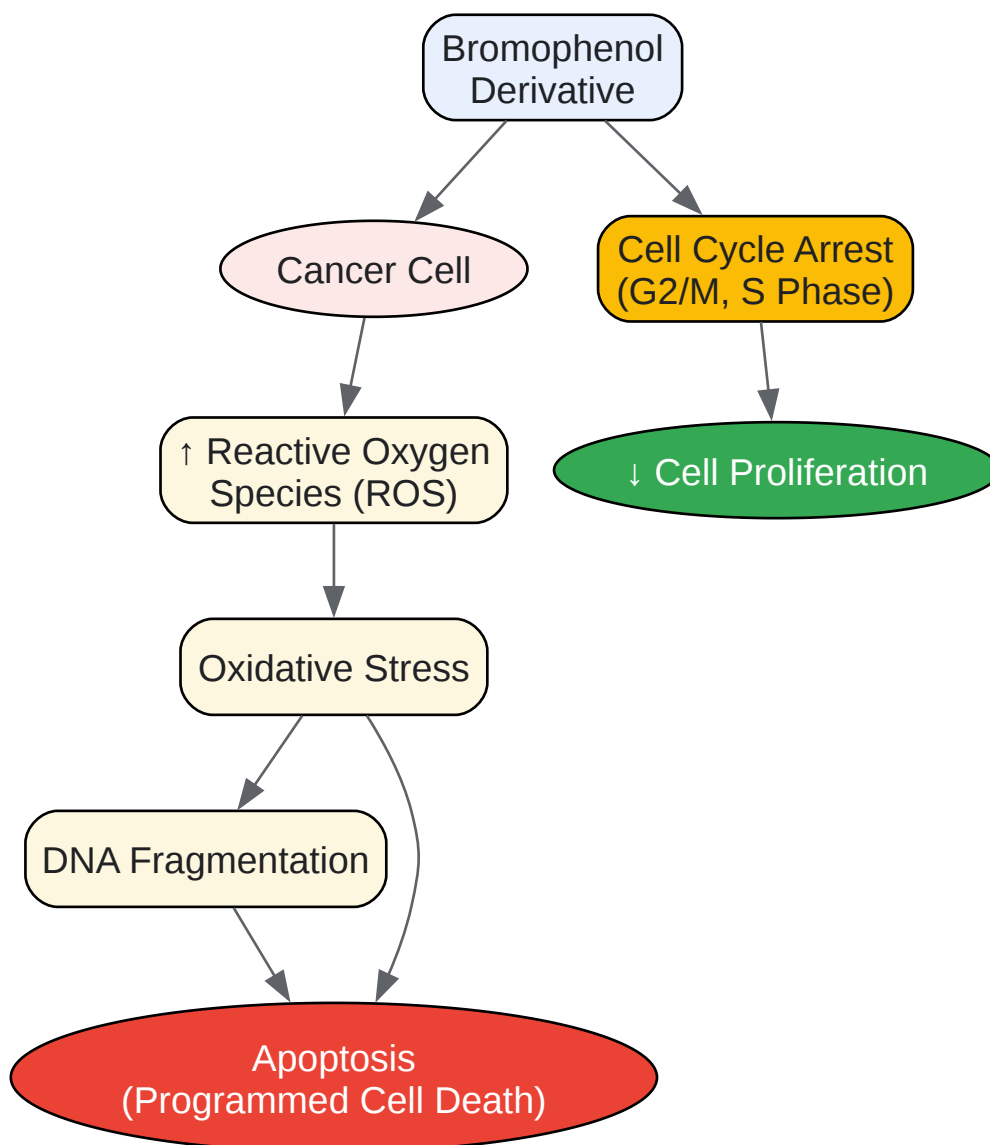 Bromophenol
Derivative
Cancer Cell
Cell Cycle Arrest
(G2/M, S Phase)
↑ Reactive Oxygen
Species (ROS)
↓ Cell Proliferation
Oxidative Stress
DNA Fragmentation
Apoptosis
(Programmed Cell Death)